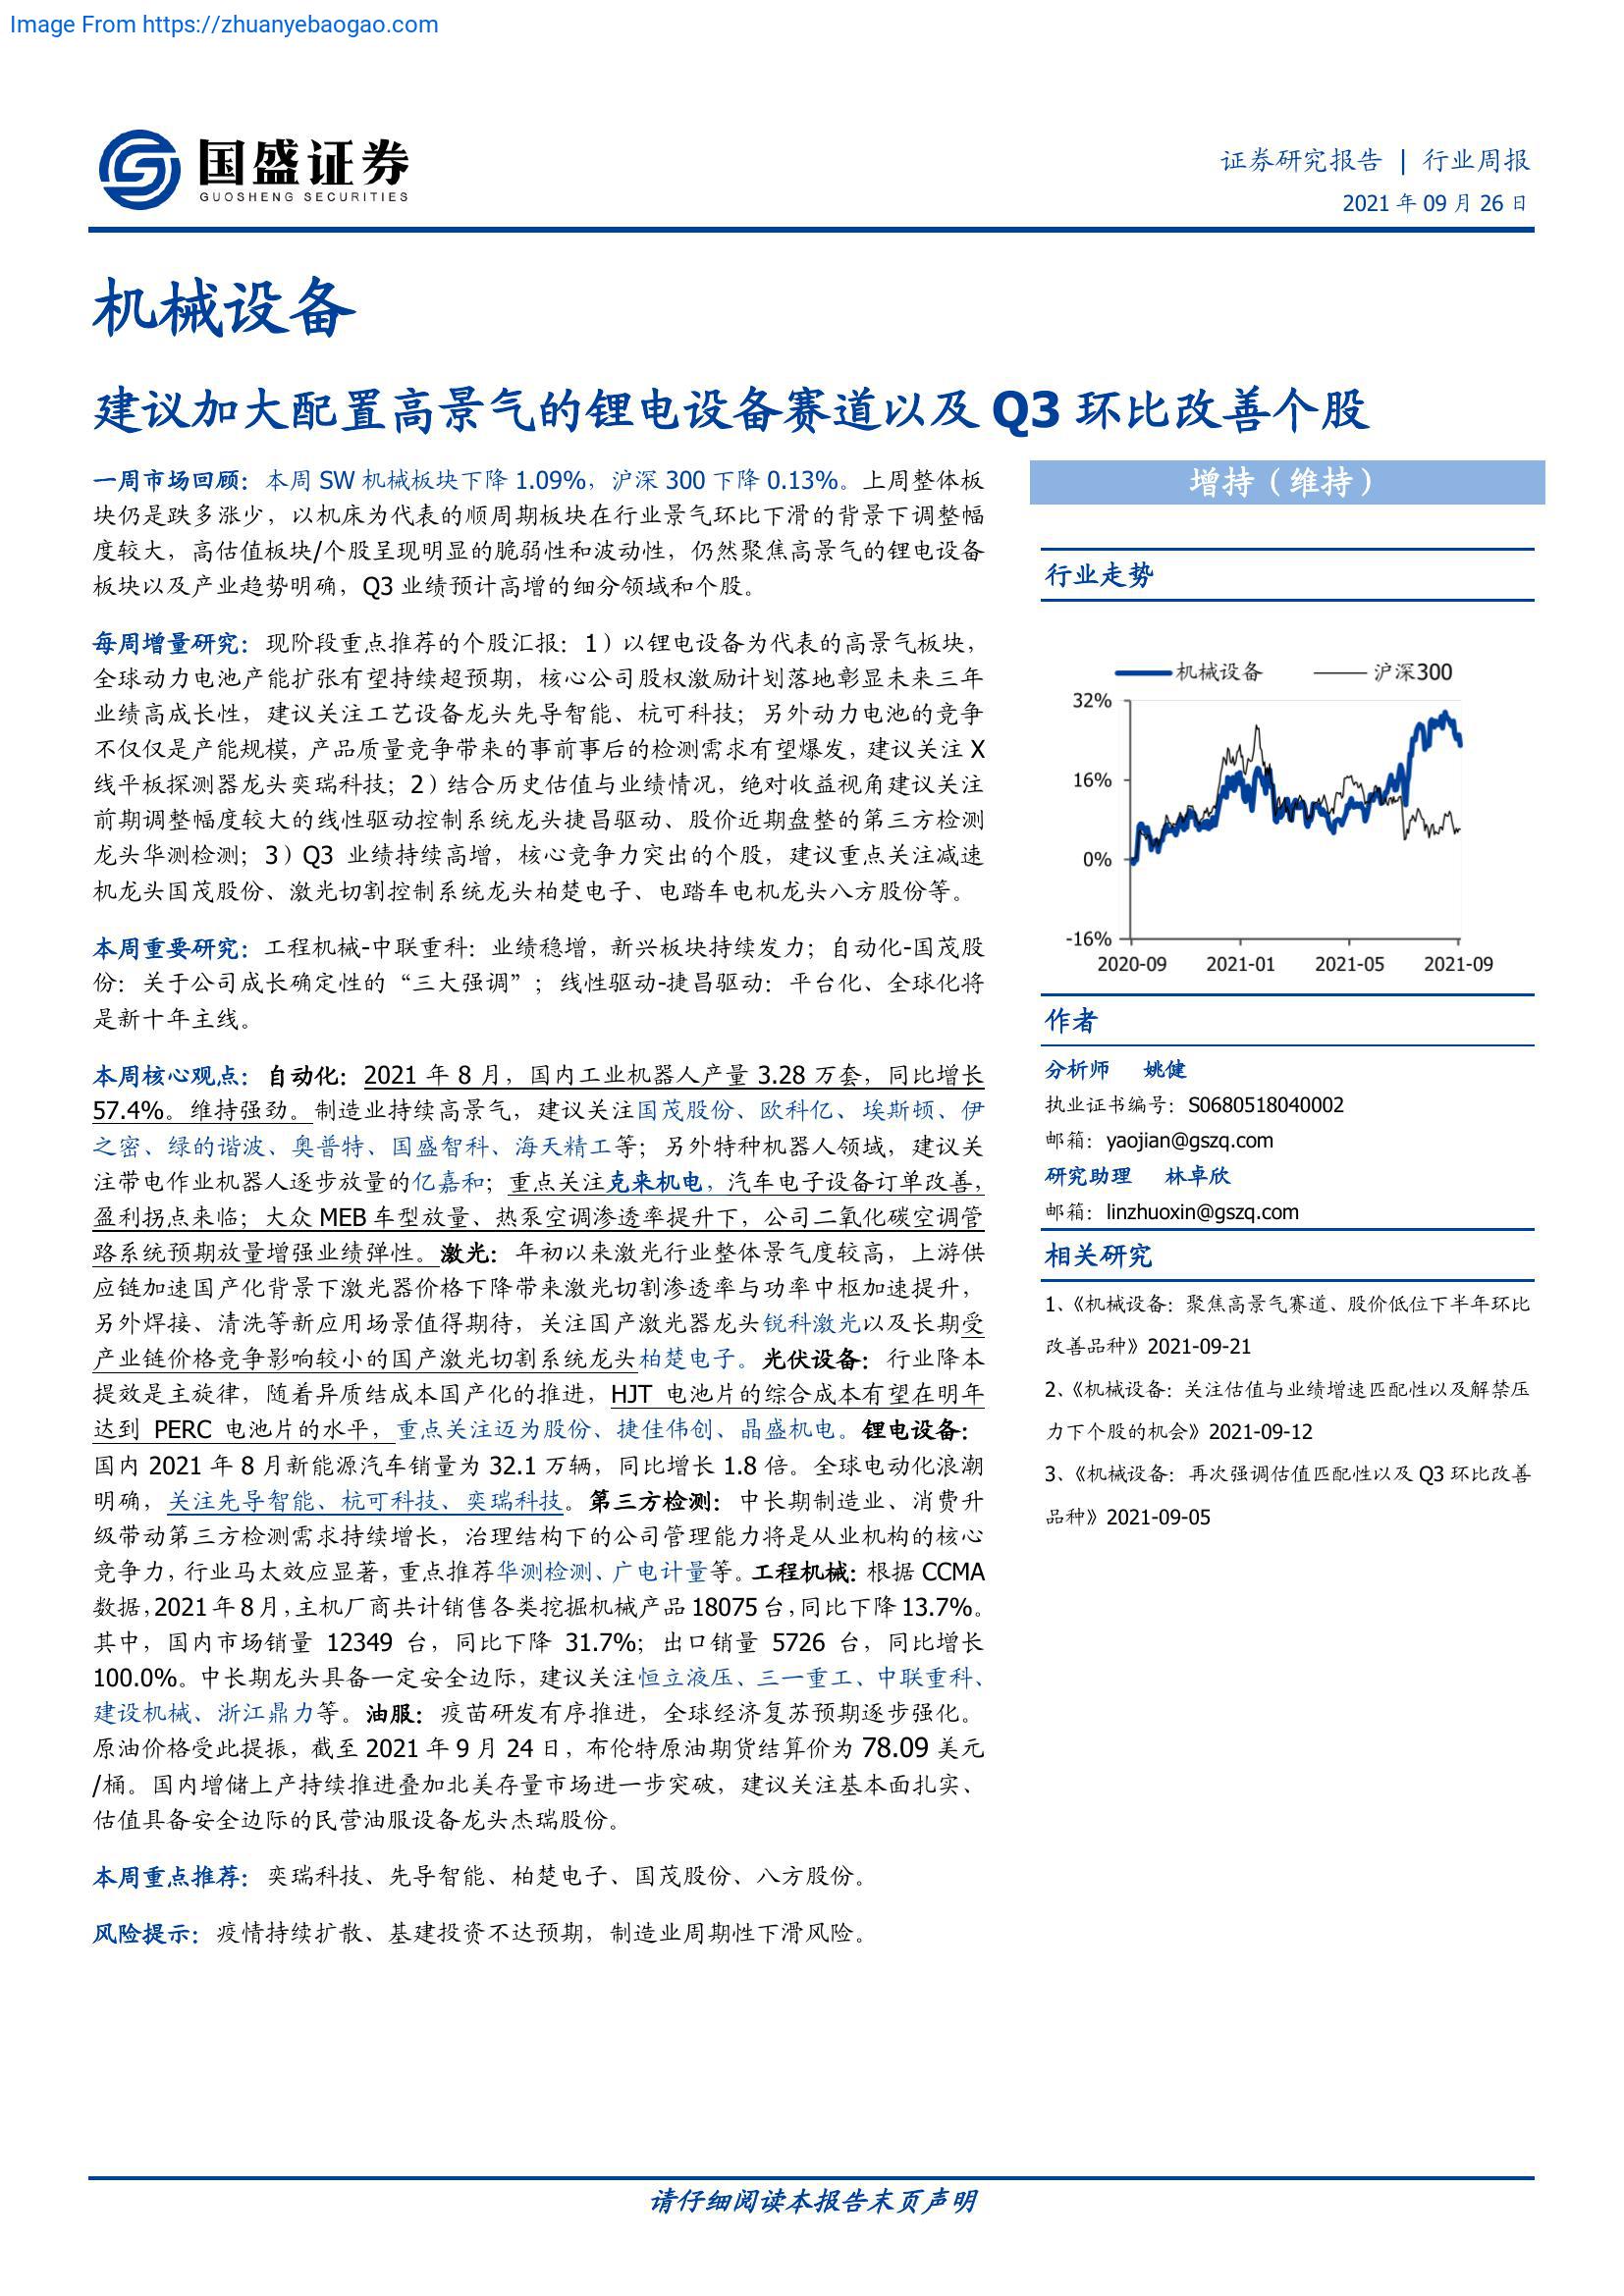 Image From https://zhuanyebaogao.com
国盛证券
GUOSHENG SECURITIES
证券研究报告 | 行业周报
2021 年 09 月 26 日
机械设备
建议加大配置高景气的锂电设备赛道以及 Q3 环比改善个股
一周市场回顾：本周 SW 机械板块下降 1.09%，沪深 300 下降 0.13%。上周整体板
块仍是跌多涨少，以机床为代表的顺周期板块在行业景气环比下滑的背景下调整幅
度较大，高估值板块/个股呈现明显的脆弱性和波动性，仍然聚焦高景气的锂电设备
板块以及产业趋势明确，Q3 业绩预计高增的细分领域和个股。
每周增量研究：现阶段重点推荐的个股汇报：1）以锂电设备为代表的高景气板块，
全球动力电池产能扩张有望持续超预期，核心公司股权激励计划落地彰显未来三年
业绩高成长性，建议关注工艺设备龙头先导智能、杭可科技；另外动力电池的竞争
不仅仅是产能规模，产品质量竞争带来的事前事后的检测需求有望爆发，建议关注 X
线平板探测器龙头奕瑞科技；2）结合历史估值与业绩情况，绝对收益视角建议关注
前期调整幅度较大的线性驱动控制系统龙头捷昌驱动、股价近期盘整的第三方检测
龙头华测检测；3）Q3 业绩持续高增，核心竞争力突出的个股，建议重点关注减速
机龙头国茂股份、激光切割控制系统龙头柏楚电子、电踏车电机龙头八方股份等。
本周重要研究：工程机械-中联重科：业绩稳增，新兴板块持续发力；自动化-国茂股
份：关于公司成长确定性的“三大强调”；线性驱动-捷昌驱动：平台化、全球化将
是新十年主线。
本周核心观点：自动化：2021 年 8 月，国内工业机器人产量 3.28 万套，同比增长
57.4%。维持强劲。制造业持续高景气，建议关注国茂股份、欧科亿、埃斯顿、伊
之密、绿的谐波、奥普特、国盛智科、海天精工等；另外特种机器人领域，建议关
注带电作业机器人逐步放量的亿嘉和；重点关注克来机电，汽车电子设备订单改善，
盈利拐点来临；大众 MEB 车型放量、热泵空调渗透率提升下，公司二氧化碳空调管
路系统预期放量增强业绩弹性。激光：年初以来激光行业整体景气度较高，上游供
应链加速国产化背景下激光器价格下降带来激光切割渗透率与功率中枢加速提升，
另外焊接、清洗等新应用场景值得期待，关注国产激光器龙头锐科激光以及长期受
产业链价格竞争影响较小的国产激光切割系统龙头柏楚电子。光伏设备：行业降本
提效是主旋律，随着异质结成本国产化的推进，HJT 电池片的综合成本有望在明年
达到 PERC 电池片的水平，重点关注迈为股份、捷佳伟创、晶盛机电。锂电设备：
国内 2021 年 8 月新能源汽车销量为 32.1 万辆，同比增长 1.8 倍。全球电动化浪潮
明确，关注先导智能、杭可科技、奕瑞科技。第三方检测：中长期制造业、消费升
级带动第三方检测需求持续增长，治理结构下的公司管理能力将是从业机构的核心
竞争力，行业马太效应显著，重点推荐华测检测、广电计量等。工程机械：根据 CCMA
数据，2021 年 8 月，主机厂商共计销售各类挖掘机械产品 18075 台，同比下降 13.7%。
其中，国内市场销量 12349 台，同比下降 31.7%；出口销量 5726 台，同比增长
100.0%。中长期龙头具备一定安全边际，建议关注恒立液压、三一重工、中联重科、
建设机械、浙江鼎力等。油服：疫苗研发有序推进，全球经济复苏预期逐步强化。
原油价格受此提振，截至 2021 年 9 月 24 日，布伦特原油期货结算价为 78.09 美元
/桶。国内增储上产持续推进叠加北美存量市场进一步突破，建议关注基本面扎实、
估值具备安全边际的民营油服设备龙头杰瑞股份。
本周重点推荐：奕瑞科技、先导智能、柏楚电子、国茂股份、八方股份。
风险提示：疫情持续扩散、基建投资不达预期，制造业周期性下滑风险。
增持（维持）
行业走势
机械设备 沪深300
32%
16%
0%
-16%
2020-09 2021-01 2021-05 2021-09
作者
分析师 姚健
执业证书编号：S0680518040002
邮箱：yaojian@gszq.com
研究助理 林卓欣
邮箱：linzhuoxin@gszq.com
相关研究
1、《机械设备：聚焦高景气赛道、股价低位下半年环比
改善品种》2021-09-21
2、《机械设备：关注估值与业绩增速匹配性以及解禁压
力下个股的机会》2021-09-12
3、《机械设备：再次强调估值匹配性以及 Q3 环比改善
品种》2021-09-05
请仔细阅读本报告末页声明